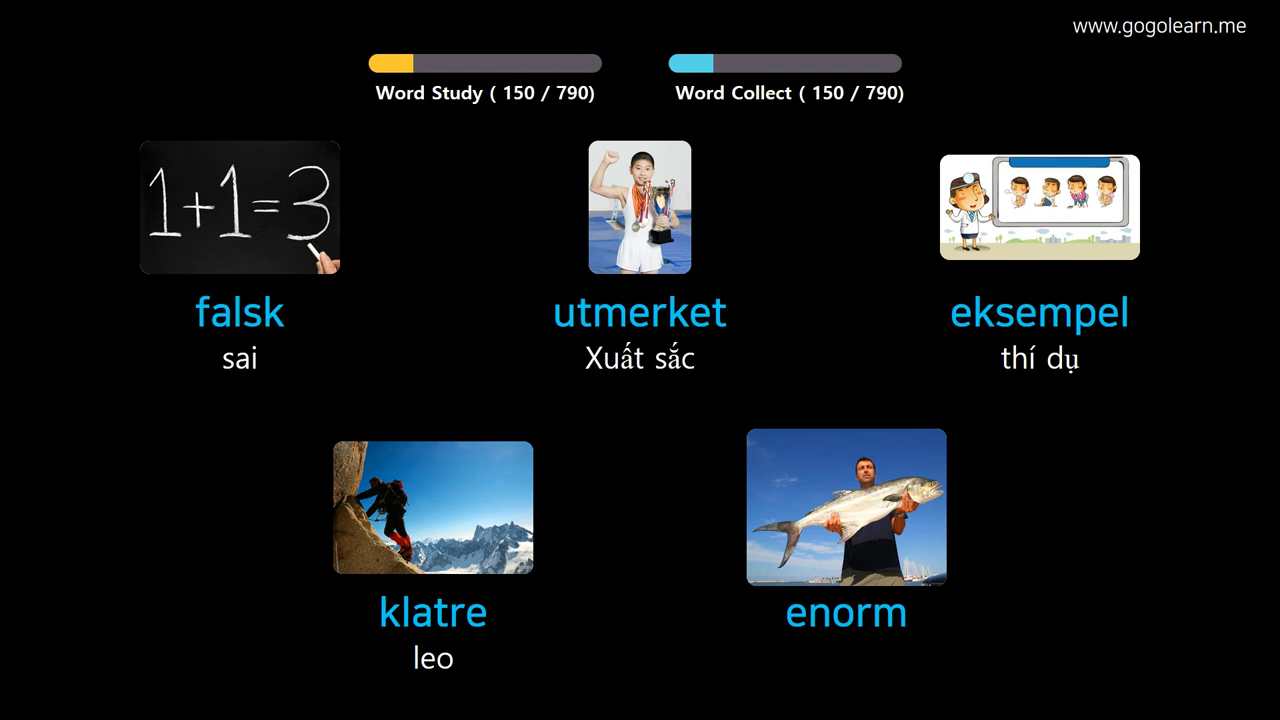 www.gogolearn.me
Word Study ( 150 / 790)
Word Collect ( 150 / 790)
1+1=3
falsk
sai
utmerket
Xuất sắc
eksempel
thí dụ
klatre
leo
enorm